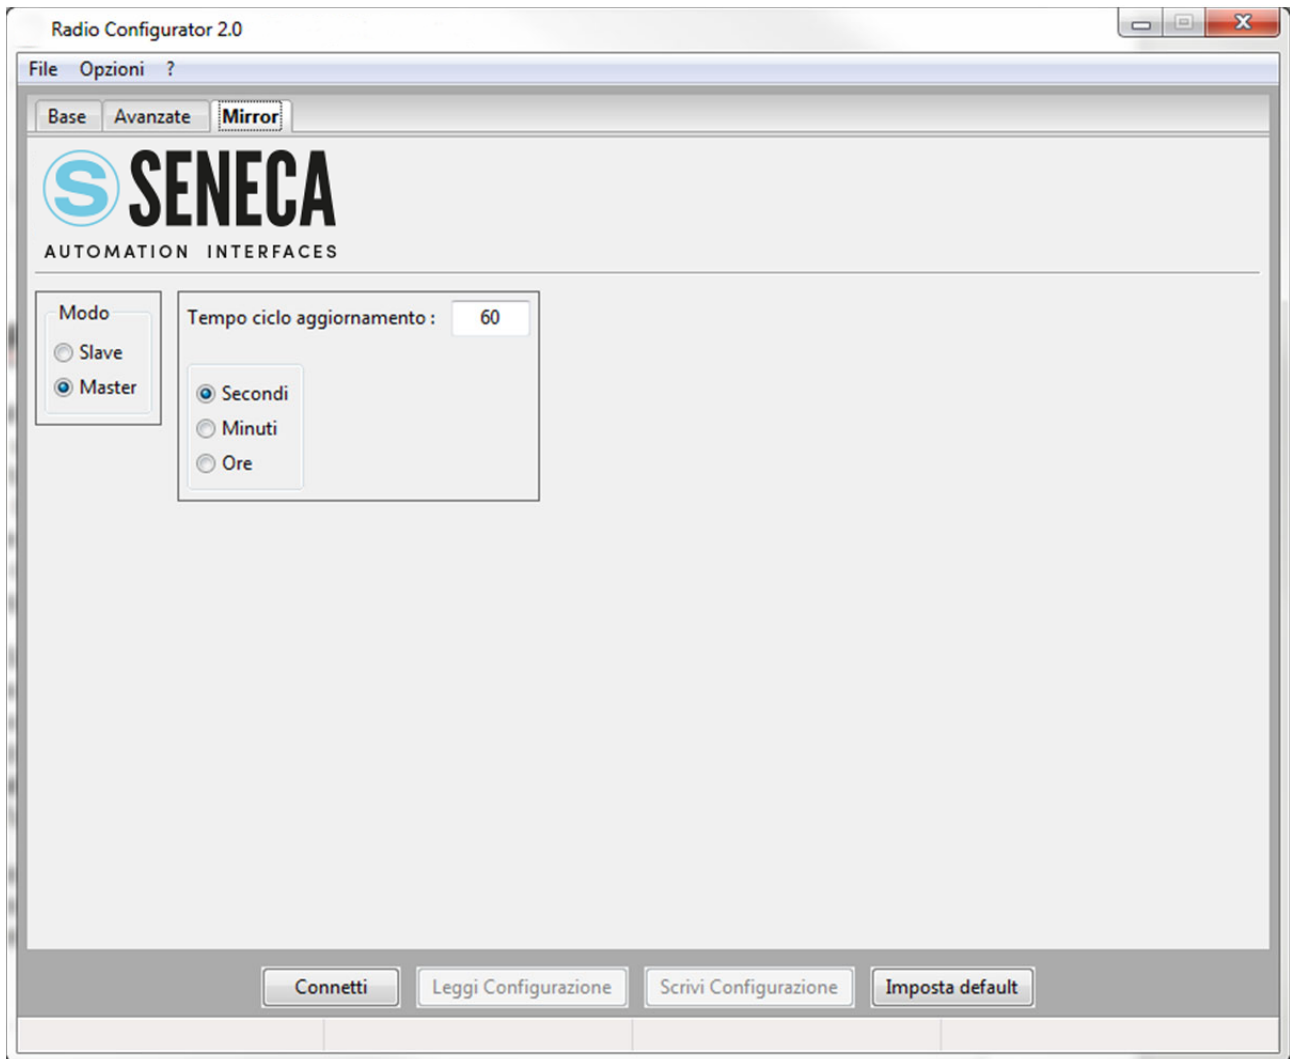 Radio Configurator 2.0
File Opzioni ?
Base Avanzate Mirror
S SENECA
AUTOMATION INTERFACES
Modo
Slave
Master
Tempo ciclo aggiornamento : 60
Secondi
Minuti
Ore
Connetti Leggi Configurazione Scrivi Configurazione Imposta default